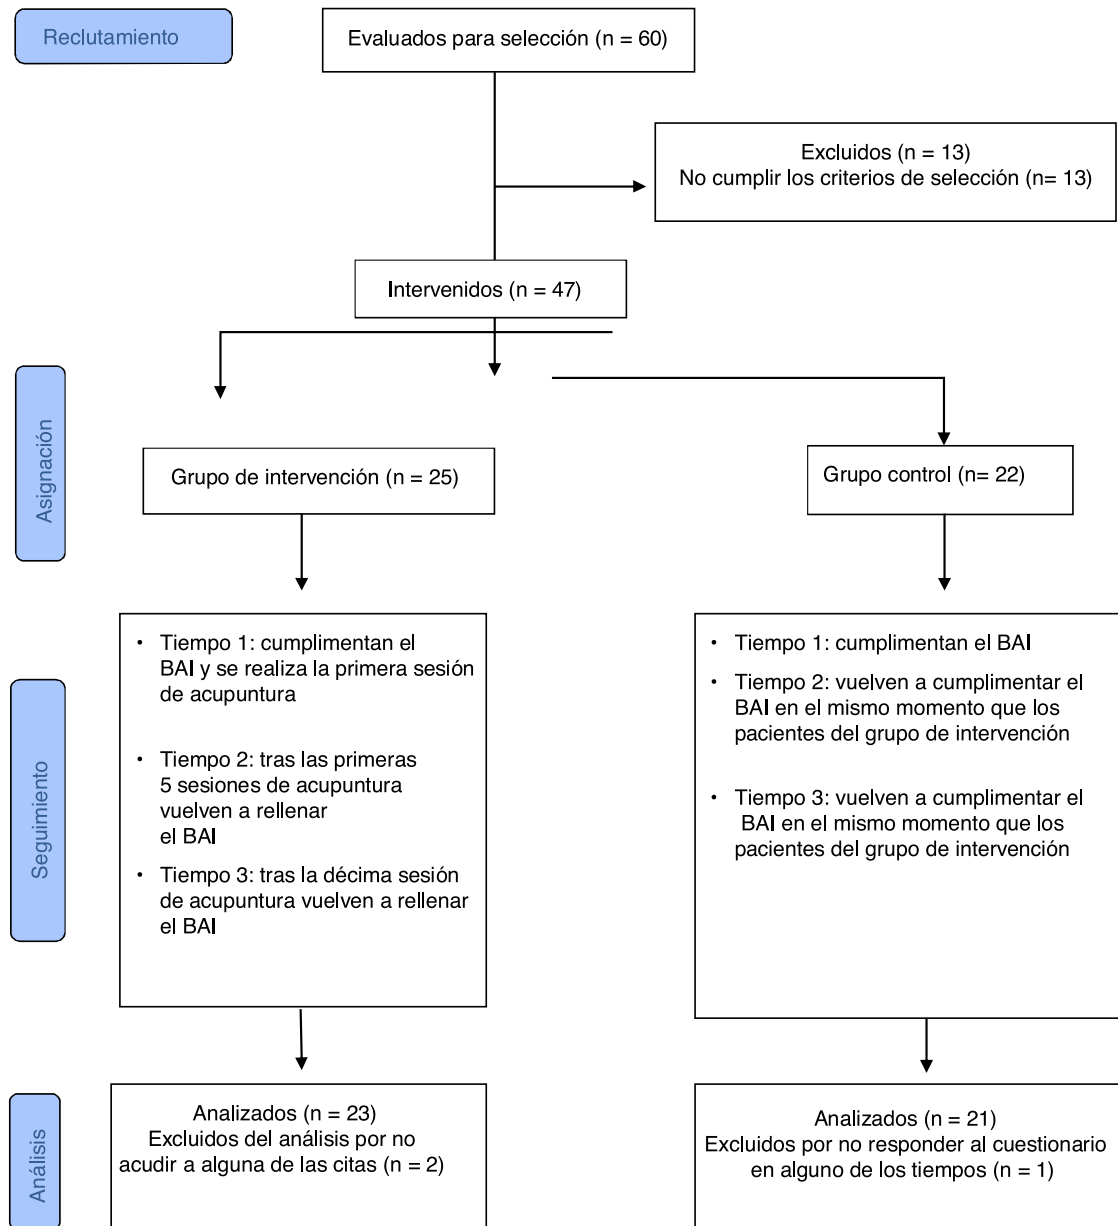 Reclutamiento
Evaluados para selección (n = 60)
Excluidos (n = 13)
No cumplir los criterios de selección (n= 13)
Intervenidos (n = 47)
Asignación
Grupo de intervención (n = 25)
Grupo control (n= 22)
Seguimiento
• Tiempo 1: cumplimentan el
BAI y se realiza la primera sesión
de acupuntura
• Tiempo 2: tras las primeras
5 sesiones de acupuntura
vuelven a rellenar
el BAI
• Tiempo 3: tras la décima sesión
de acupuntura vuelven a rellenar
el BAI
• Tiempo 1: cumplimentan el BAI
• Tiempo 2: vuelven a cumplimentar el
BAI en el mismo momento que los
pacientes del grupo de intervención
• Tiempo 3: vuelven a cumplimentar el
BAI en el mismo momento que los
pacientes del grupo de intervención
Análisis
Analizados (n = 23)
Excluidos del análisis por no
acudir a alguna de las citas (n = 2)
Analizados (n = 21)
Excluidos por no responder al cuestionario
en alguno de los tiempos (n = 1)